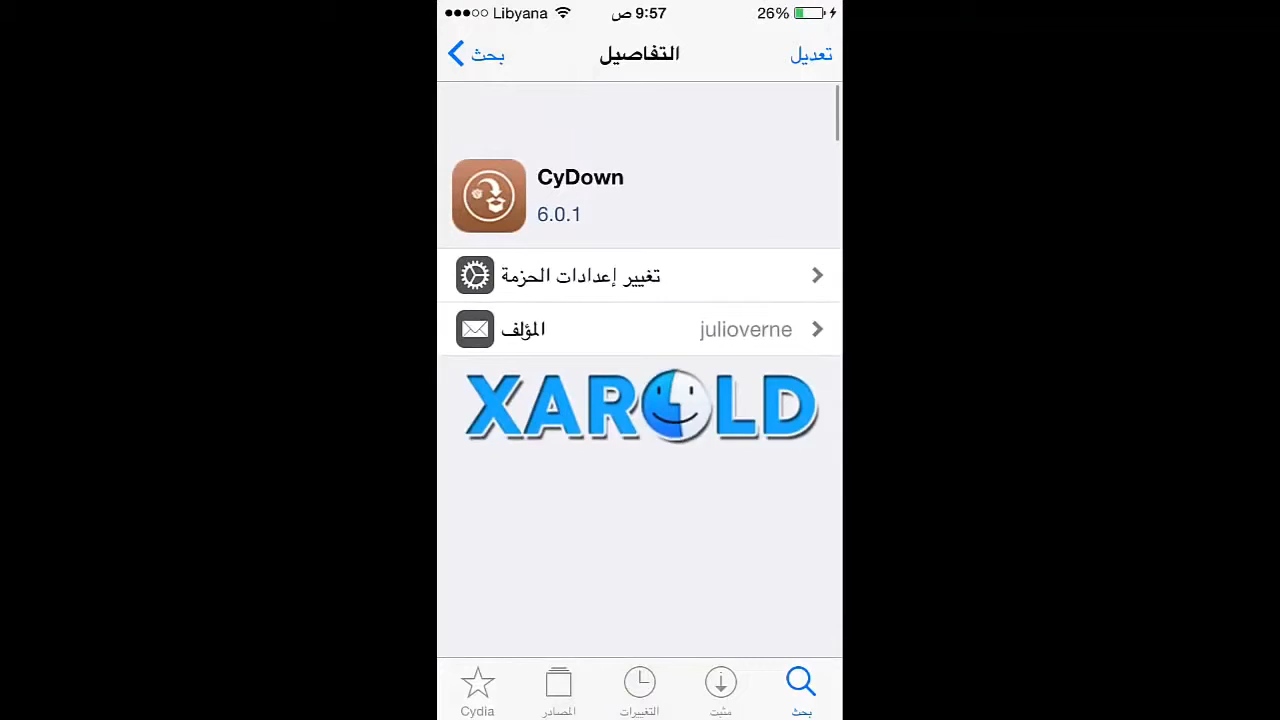 Libyana 9:57 ص 26%
بحث التفاصيل تعديل
CyDown
6.0.1
تغيير إعدادات الحزمة
المؤلف julioverne
XAROLD
Cydia المصادر التغييرات مثبت بحث